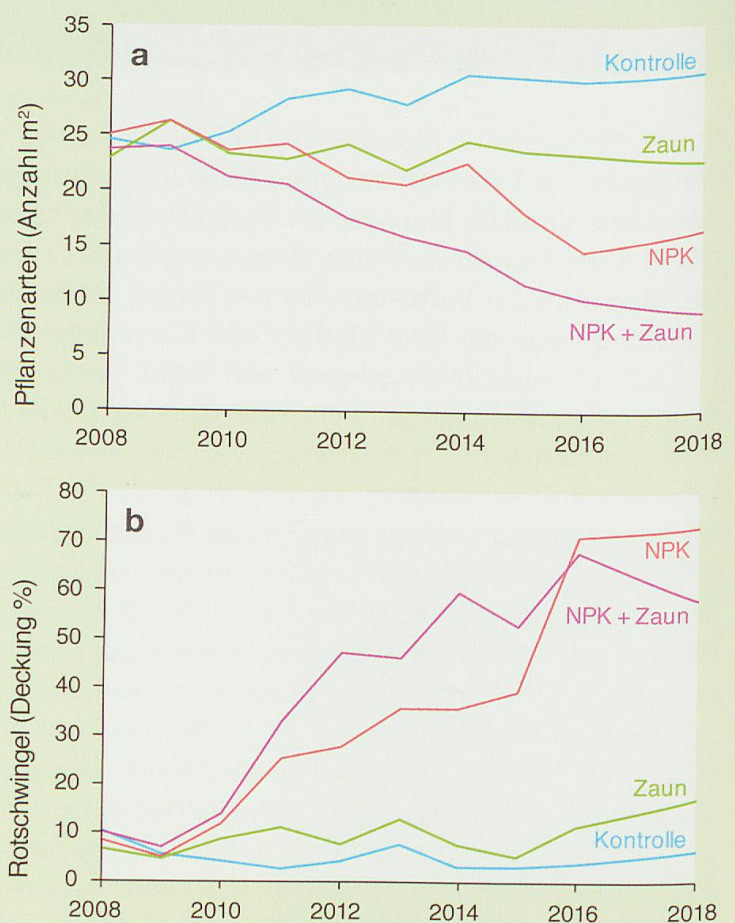 a
Pflanzenarten (Anzahl m²)
35
30
25
20
15
10
5
0
Kontrolle
Zaun
NPK
NPK + Zaun
2008 2010 2012 2014 2016 2018
b
Rotschwingel (Deckung %)
80
70
60
50
40
30
20
10
0
NPK
NPK + Zaun
Zaun
Kontrolle
2008 2010 2012 2014 2016 2018